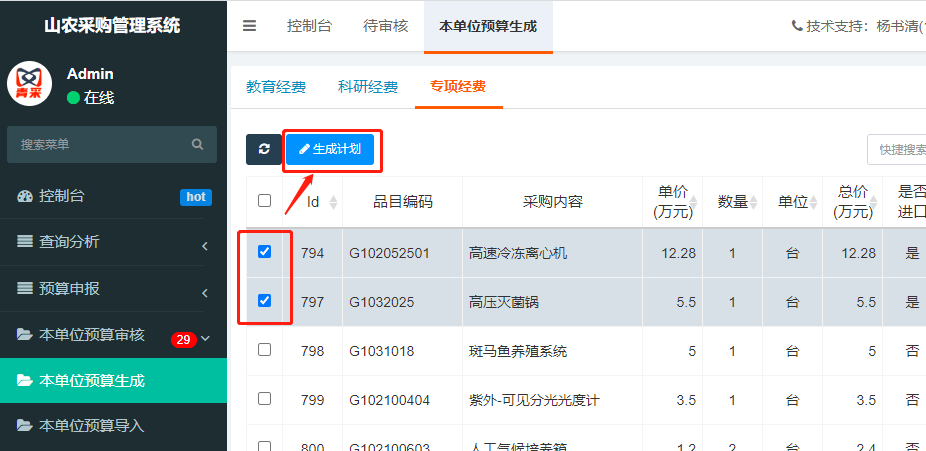 山农采购管理系统
Admin
在线
青采
搜索菜单
控制台 hot
查询分析
预算申报
本单位预算审核 29
本单位预算生成
本单位预算导入
控制台 待审核 本单位预算生成 技术支持：杨书清(
教育经费 科研经费 专项经费
生成计划 快捷搜索
Id 品目编码 采购内容 单价(万元) 数量 单位 总价(万元) 是否进口
794 G102052501 高速冷冻离心机 12.28 1 台 12.28 是
797 G1032025 高压灭菌锅 5.5 1 台 5.5 是
798 G1031018 斑马鱼养殖系统 5 1 台 5 否
799 G102100404 紫外-可见分光光度计 3.5 1 台 3.5 否
800 G102100603 人工气候培养箱 1.2 2 台 2.4 否